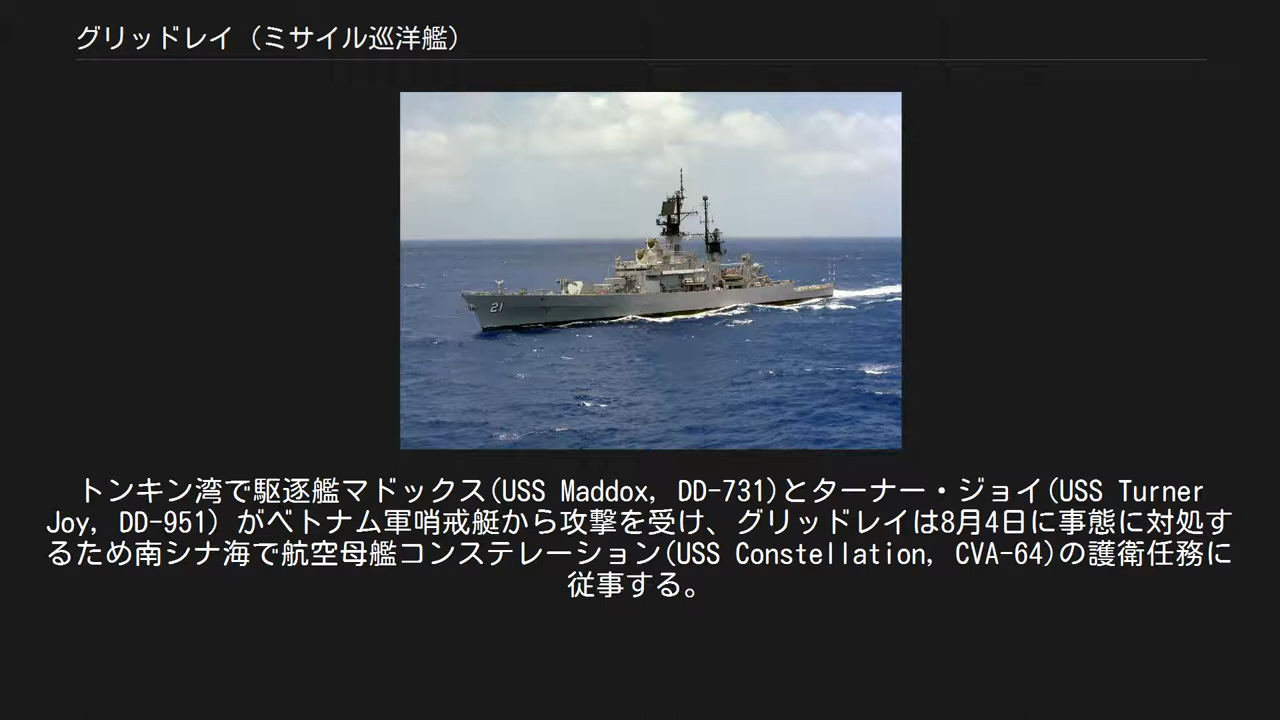 グリッドレイ（ミサイル巡洋艦）
21
トンキン湾で駆逐艦マドックス(USS Maddox, DD-731)とターナー・ジョイ(USS Turner
Joy, DD-951) がベトナム軍哨戒艇から攻撃を受け、グリッドレイは8月4日に事態に対処す
るため南シナ海で航空母艦コンステレーション(USS Constellation, CVA-64)の護衛任務に
従事する。